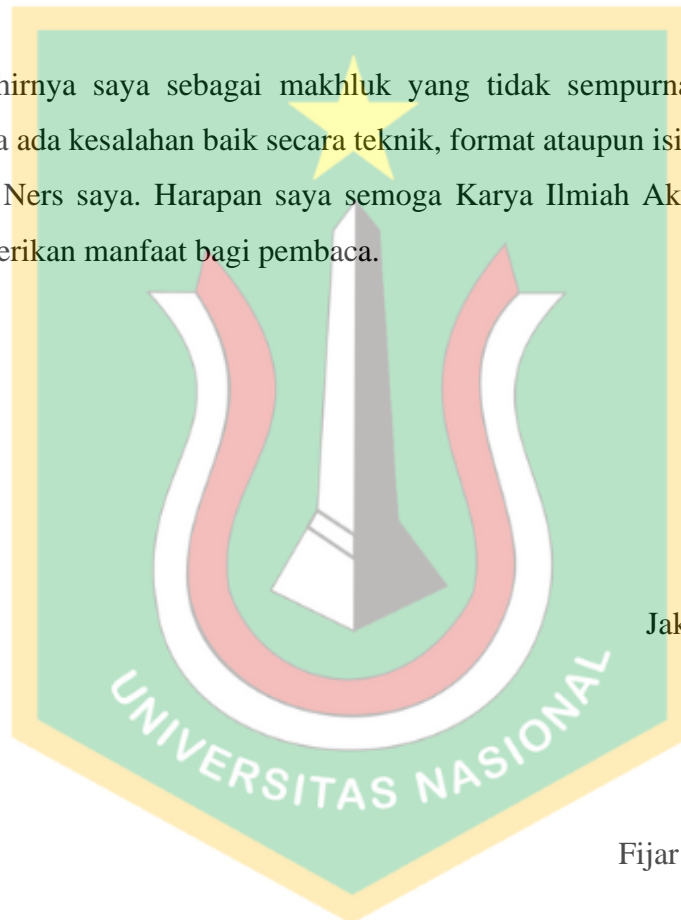 hirnya saya sebagai makhluk yang tidak sempurna
a ada kesalahan baik secara teknik, format ataupun isi
Ners saya. Harapan saya semoga Karya Ilmiah Ak
erikan manfaat bagi pembaca.
Jak
UNIVERSITAS NASIONAL
Fijar